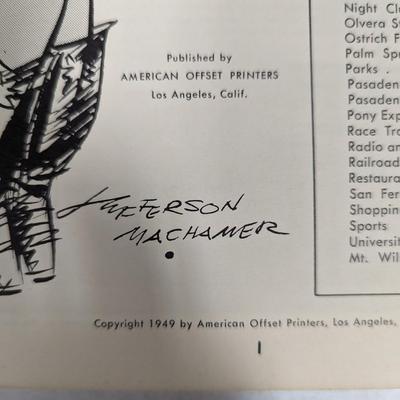 Published by
AMERICAN OFFSET PRINTERS
Los Angeles, Calif.
JEFFERSON
MACHAMER
Night Cl
Olvera St
Ostrich F
Palm Spr
Parks .
Pasaden
Pasaden
Pony Exp
Race Tra
Radio an
Railroad
Restaura
San Fer
Shoppin
Sports
Universit
Mt. Wil
Copyright 1949 by American Offset Printers, Los Angeles,
1